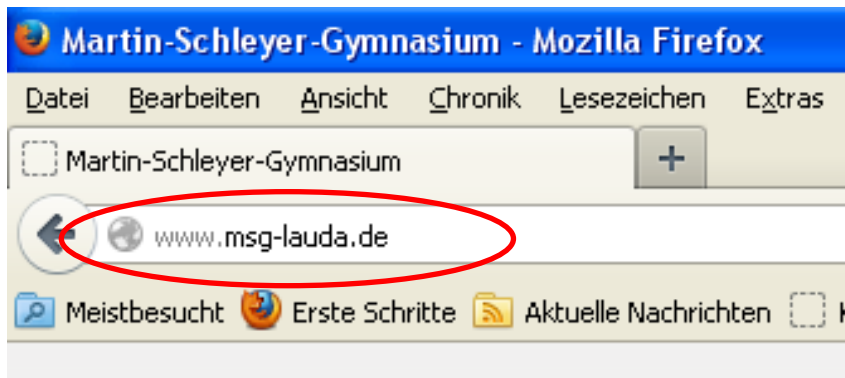 Martin-Schleyer-Gymnasium - Mozilla Firefox
Datei Bearbeiten Ansicht Chronik Lesezeichen Extras
Martin-Schleyer-Gymnasium +
www.msg-lauda.de
Meistbesucht Erste Schritte Aktuelle Nachrichten